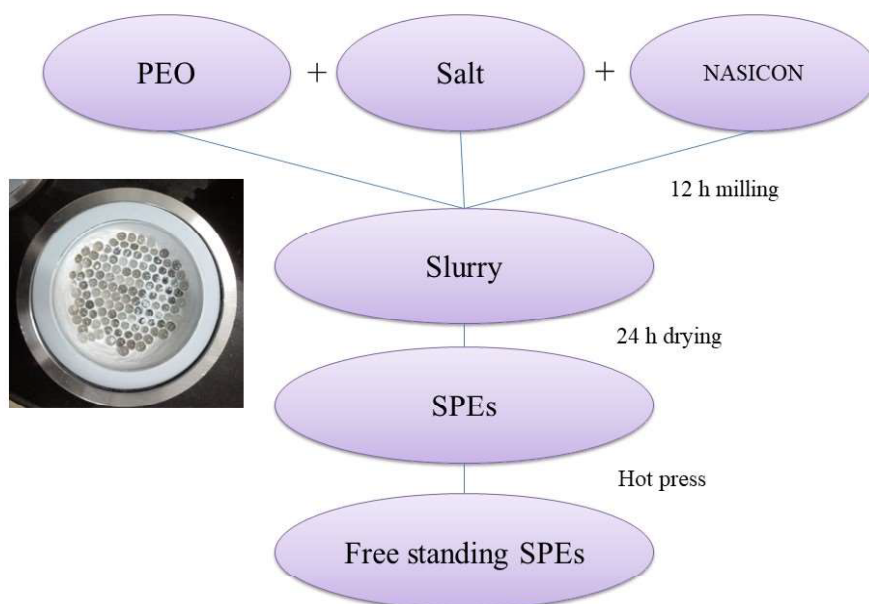 PEO + Salt + NASICON
12 h milling
Slurry
24 h drying
SPEs
Hot press
Free standing SPEs